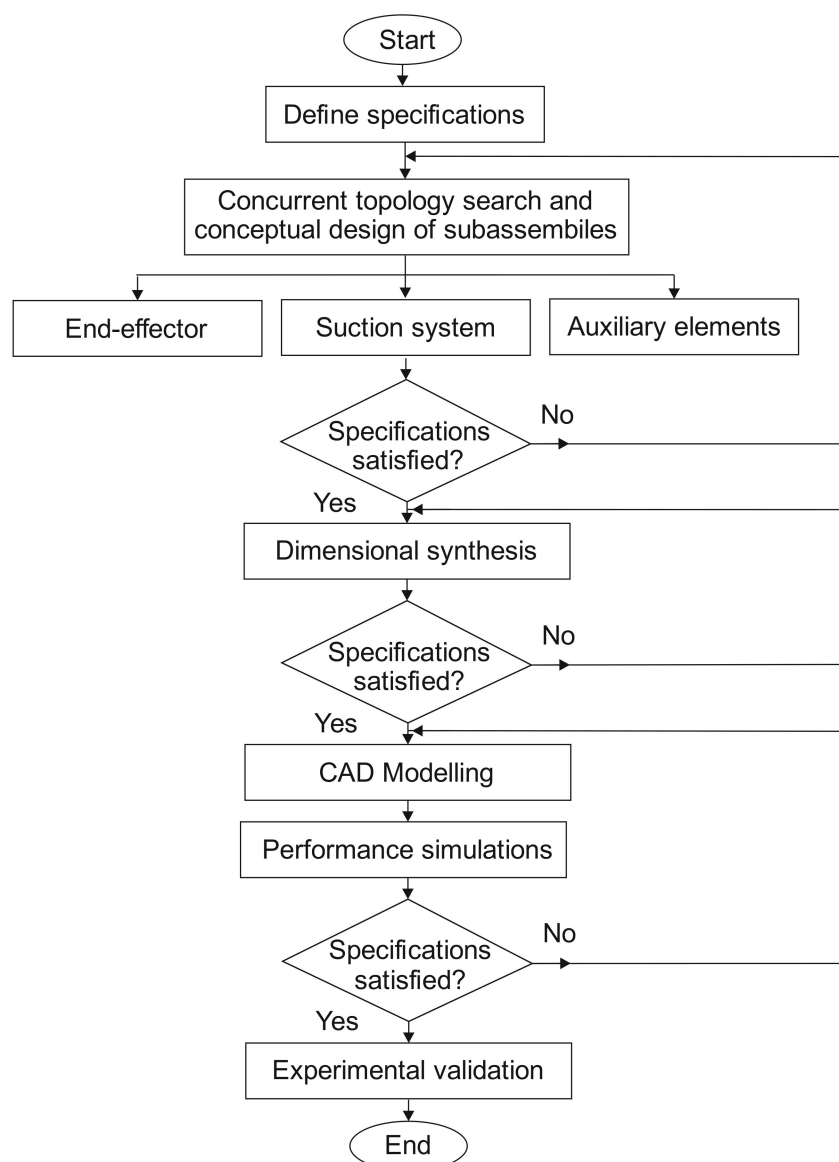 Start
Define specifications
Concurrent topology search and
conceptual design of subassembiles
End-effector
Suction system
Auxiliary elements
Specifications
satisfied?
No
Yes
Dimensional synthesis
Specifications
satisfied?
No
Yes
CAD Modelling
Performance simulations
Specifications
satisfied?
No
Yes
Experimental validation
End